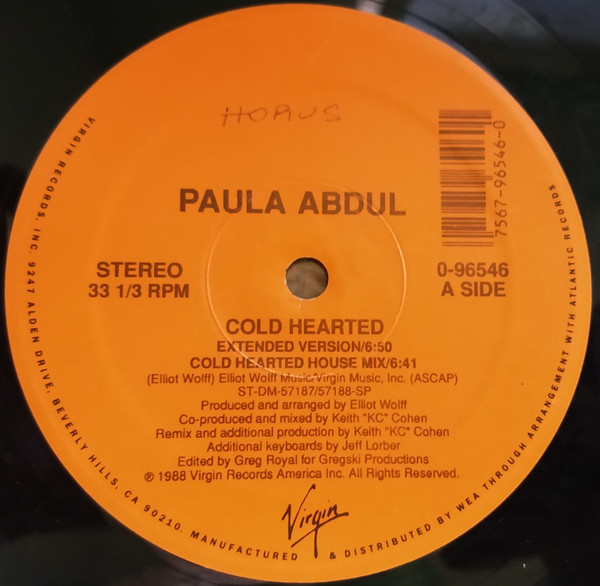 HORUS
PAULA ABDUL
7567-96546-0
STEREO
33 1/3 RPM
0-96546
A SIDE
COLD HEARTED
EXTENDED VERSION/6:50
COLD HEARTED HOUSE MIX/6:41
(Elliot Wolff) Elliot Wolff Music/Virgin Music, Inc. (ASCAP)
ST-DM-57187/57188-SP
Produced and arranged by Elliot Wolff
Co-produced and mixed by Keith "KC" Cohen
Remix and additional production by Keith "KC" Cohen
Additional keyboards by Jeff Lorber
Edited by Greg Royal for Gregski Productions
℗ 1988 Virgin Records America Inc. All Rights Reserved.
Virgin
VIRGIN RECORDS, INC. 9247 ALDEN DRIVE, BEVERLY HILLS, CA 90210. MANUFACTURED & DISTRIBUTED BY WEA THROUGH ARRANGEMENT WITH ATLANTIC RECORDS